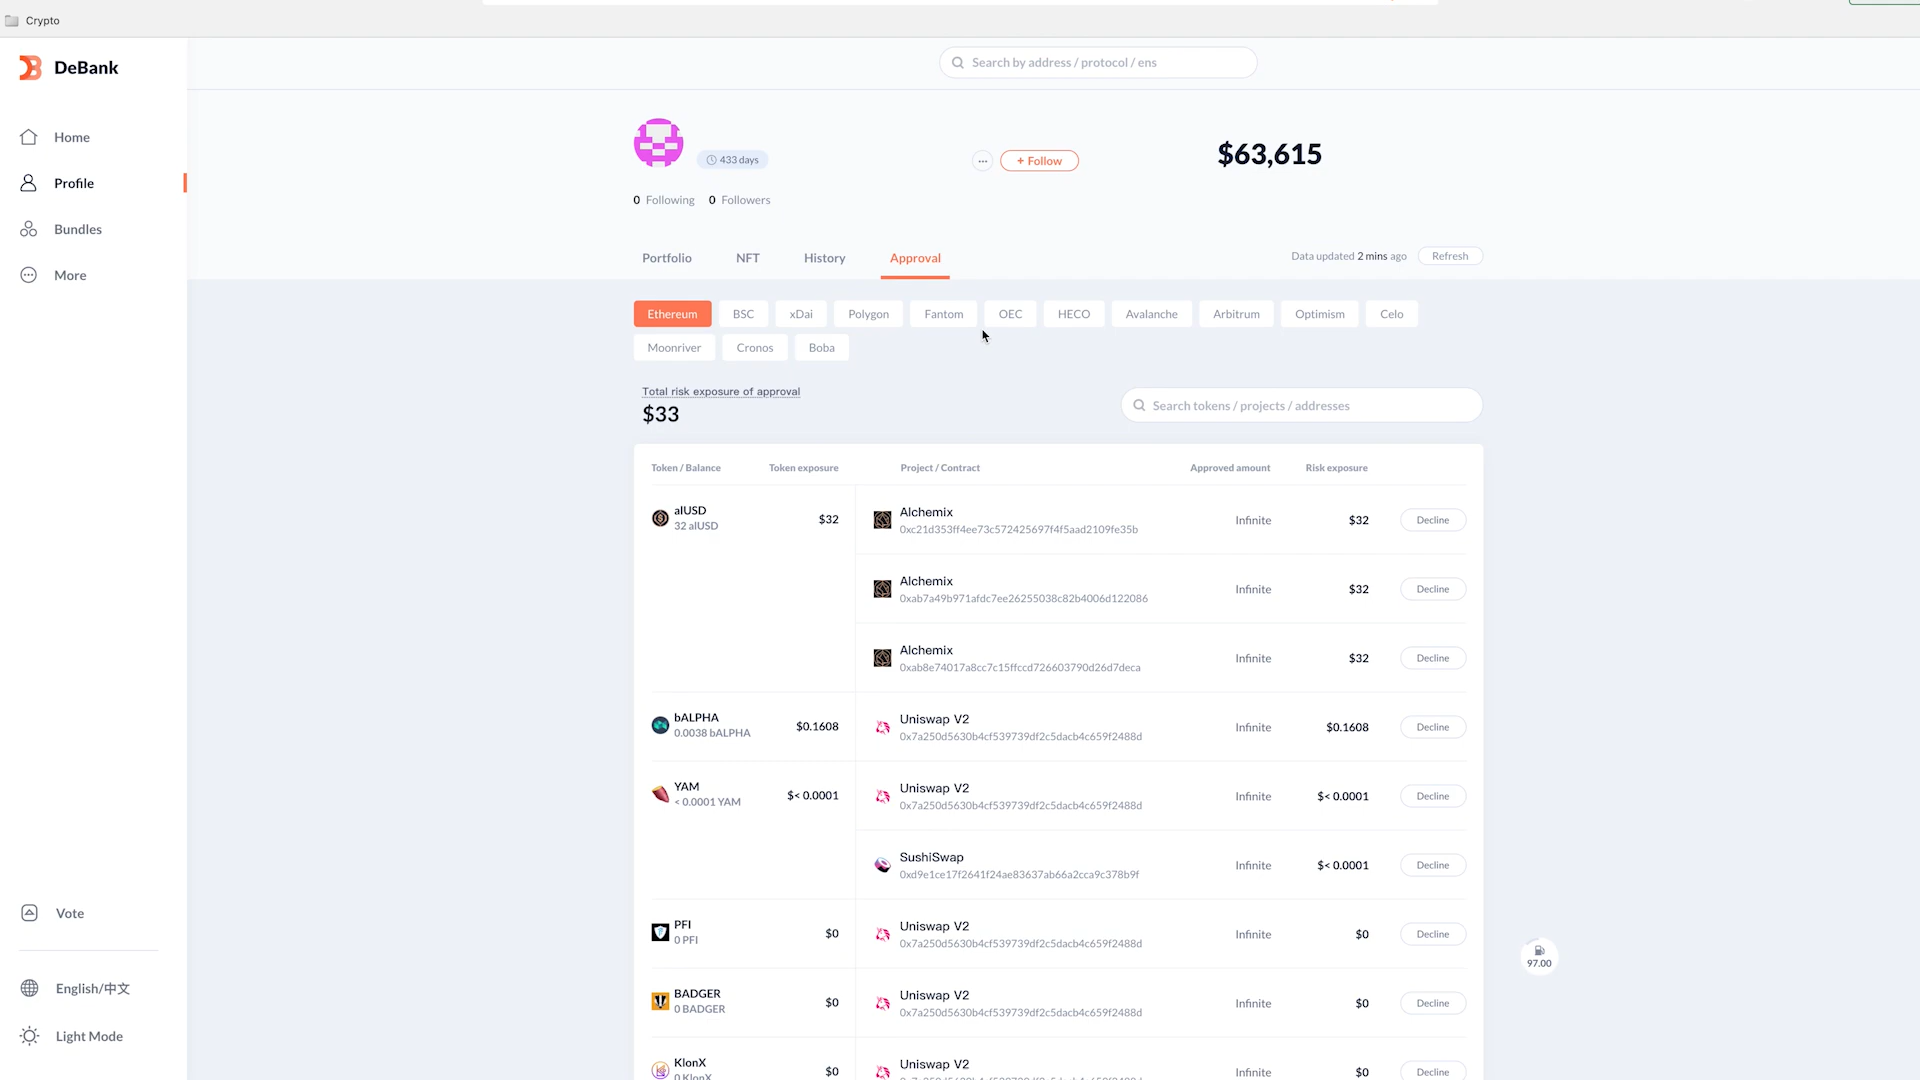 Crypto
DeBank
Search by address / protocol / ens
Home
Profile
Bundles
More
433 days
... + Follow
$63,615
0 Following 0 Followers
Portfolio NFT History Approval
Data updated 2 mins ago Refresh
Ethereum BSC xDai Polygon Fantom OEC HECO Avalanche Arbitrum Optimism Celo
Moonriver Cronos Boba
Total risk exposure of approval
$33
Search tokens / projects / addresses
Token / Balance Token exposure Project / Contract Approved amount Risk exposure
alUSD
32 alUSD
$32
Alchemix
0xc21d353ff4ee73c572425697f4f5aad2109fe35b
Infinite $32 Decline
Alchemix
0xab7a49b971afdc7ee26255038c82b4006d122086
Infinite $32 Decline
Alchemix
0xab8e74017a8cc7c15ffccd726603790d26d7deca
Infinite $32 Decline
bALPHA
0.0038 bALPHA
$0.1608
Uniswap V2
0x7a250d5630b4cf539739df2c5dacb4c659f2488d
Infinite $0.1608 Decline
YAM
< 0.0001 YAM
$< 0.0001
Uniswap V2
0x7a250d5630b4cf539739df2c5dacb4c659f2488d
Infinite $< 0.0001 Decline
SushiSwap
0xd9e1ce17f2641f24ae83637ab66a2cca9c378b9f
Infinite $< 0.0001 Decline
PFI
0 PFI
$0
Uniswap V2
0x7a250d5630b4cf539739df2c5dacb4c659f2488d
Infinite $0 Decline
BADGER
0 BADGER
$0
Uniswap V2
0x7a250d5630b4cf539739df2c5dacb4c659f2488d
Infinite $0 Decline
KlonX
0 KlonX
$0
Uniswap V2
Infinite $0 Decline
97.00
Vote
English/中文
Light Mode